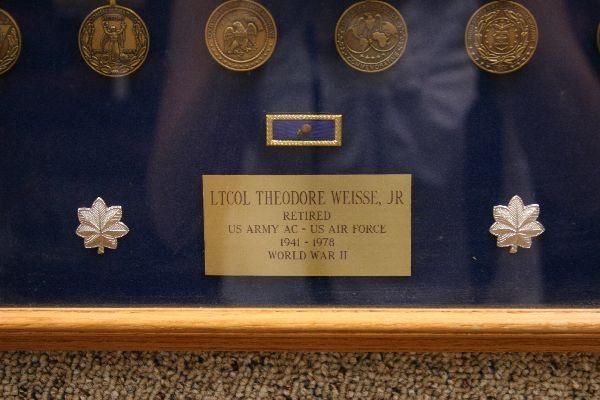 LTCOL THEODORE WEISSE, JR
RETIRED
US ARMY AC - US AIR FORCE
1941 - 1978
WORLD WAR II